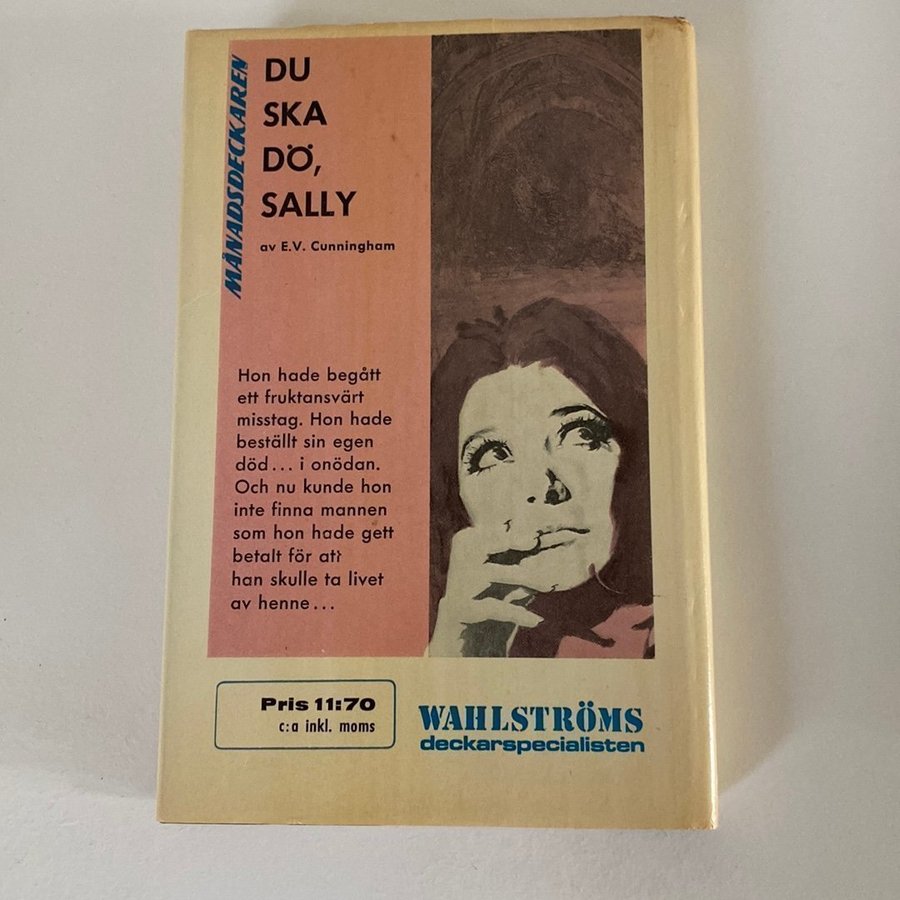 MÅNADSDECKAREN
DU
SKA
DÖ,
SALLY
av E.V. Cunningham
Hon hade begått
ett fruktansvärt
misstag. Hon hade
beställt sin egen
död... i onödan.
Och nu kunde hon
inte finna mannen
som hon hade gett
betalt för att
han skulle ta livet
av henne...
Pris 11:70
c:a inkl. moms
WAHLSTRÖMS
deckarspecialisten